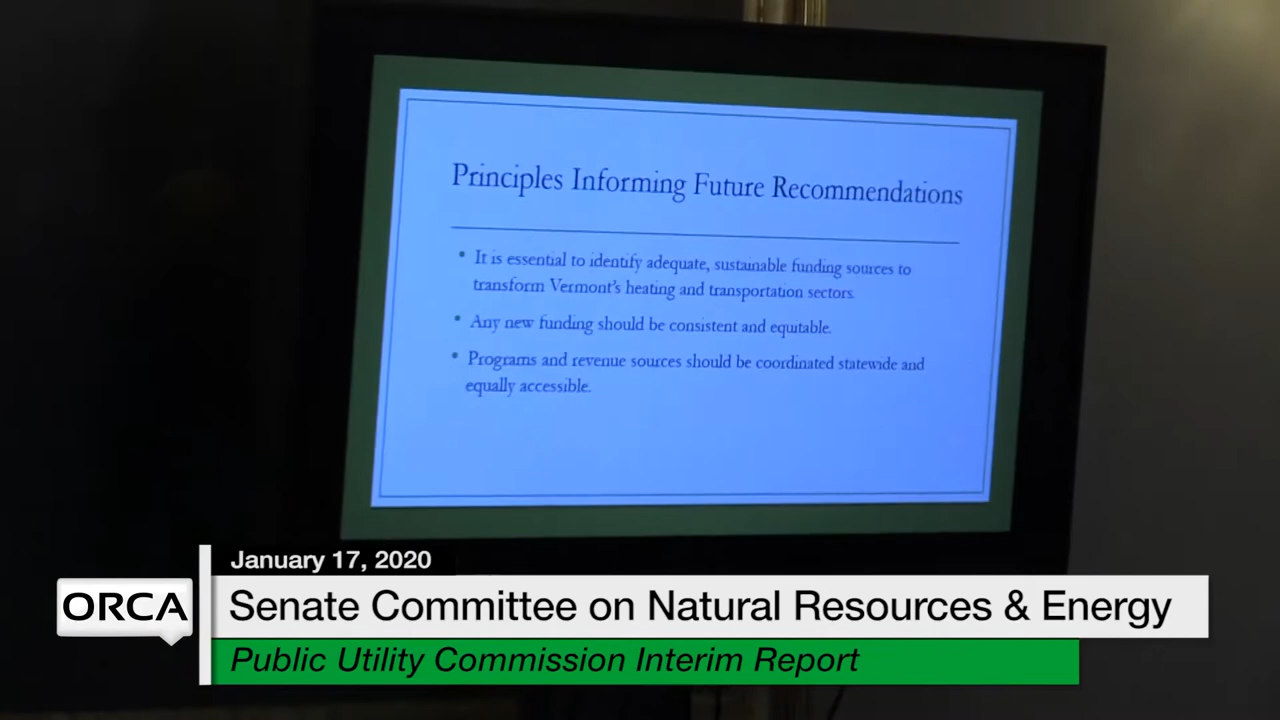 Principles Informing Future Recommendations
• It is essential to identify adequate, sustainable funding sources to
transform Vermont's heating and transportation sectors.
• Any new funding should be consistent and equitable.
• Programs and revenue sources should be coordinated statewide and
equally accessible.
January 17, 2020
ORCA
Senate Committee on Natural Resources & Energy
Public Utility Commission Interim Report